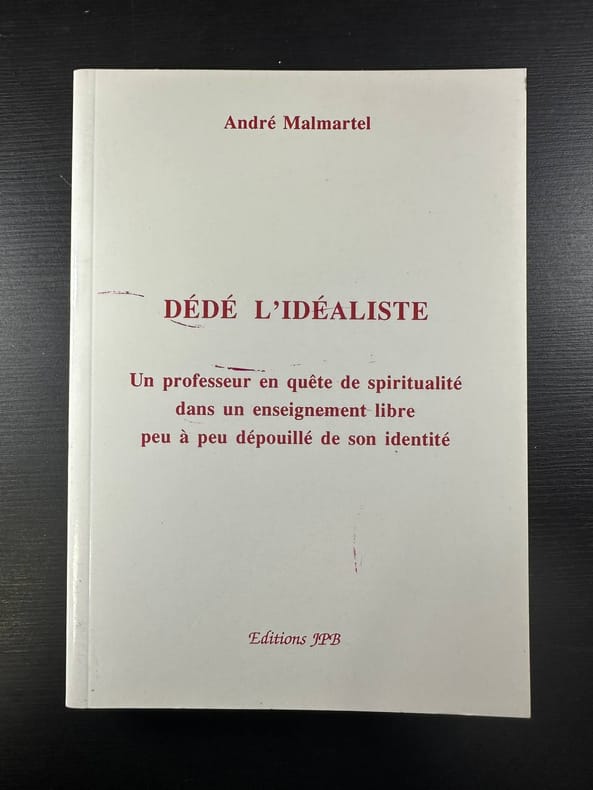 André Malmartel
DÉDÉ L'IDÉALISTE
Un professeur en quête de spiritualité
dans un enseignement libre
peu à peu dépouillé de son identité
Editions JPB